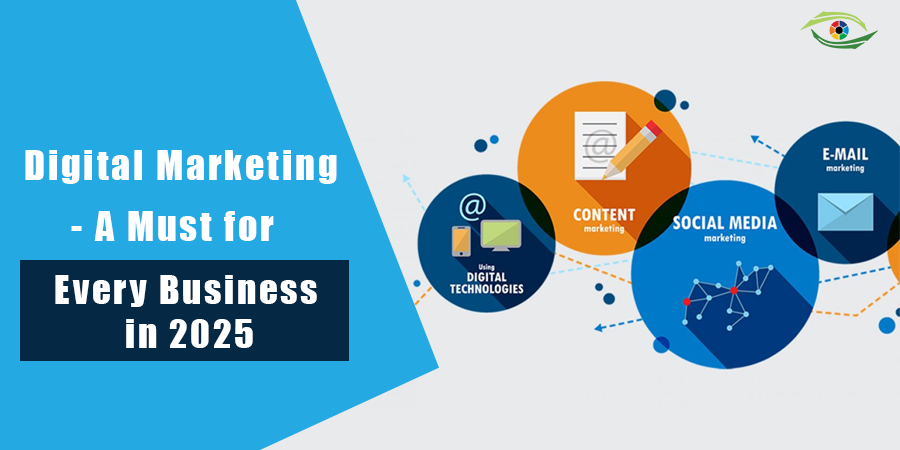 Digital Marketing
- A Must for
Every Business
in 2025
@
Using
DIGITAL
TECHNOLOGIES
@
CONTENT
marketing
SOCIAL MEDIA
marketing
E-MAIL
marketing